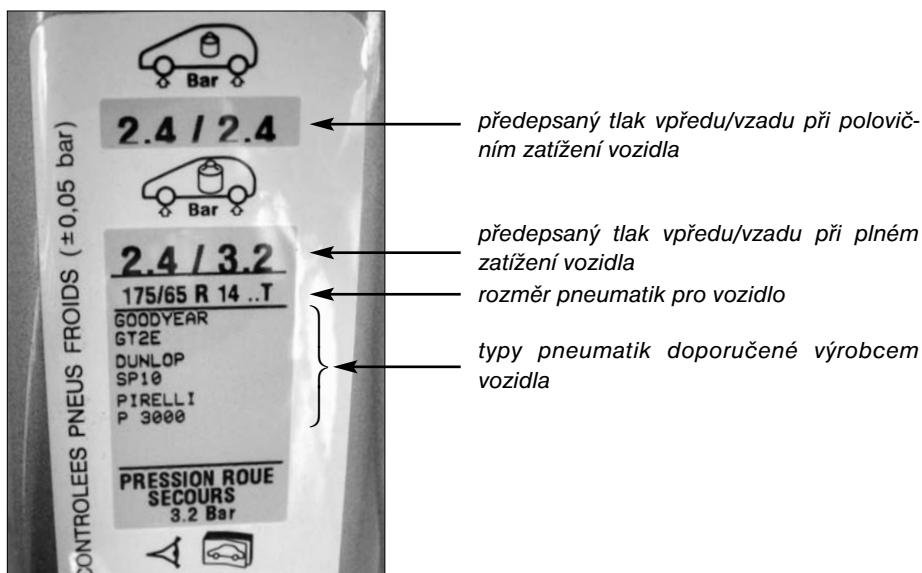 Bar
2.4 / 2.4
předepsaný tlak vpředu/vzadu při polovič-
ním zatížení vozidla
Bar
2.4 / 3.2
předepsaný tlak vpředu/vzadu při plném
zatížení vozidla
175/65 R 14 ..T
rozměr pneumatik pro vozidlo
GOODYEAR
GT2E
DUNLOP
SP10
PIRELLI
P 3000
typy pneumatik doporučené výrobcem
vozidla
PRESSION ROUE
SECOURS
3.2 Bar
CONTROLEES PNEUS FROIDS (±0,05 bar)